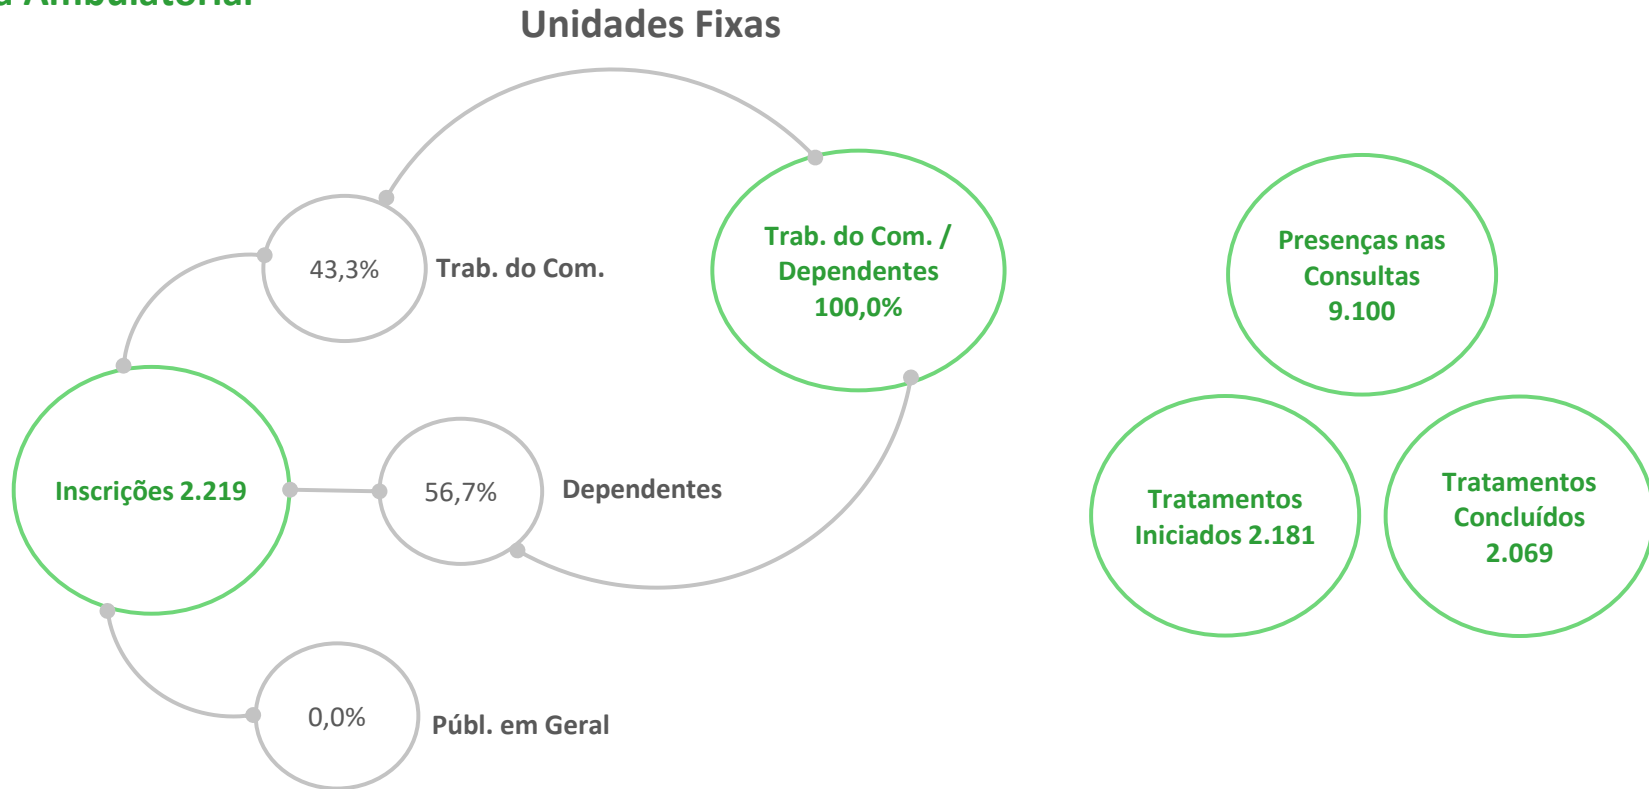 Ambulatorial
Unidades Fixas
43,3%
Trab. do Com.
Trab. do Com. /
Dependentes
100,0%
Presenças nas
Consultas
9.100
Inscrições 2.219
56,7%
Dependentes
Tratamentos
Iniciados 2.181
Tratamentos
Concluídos
2.069
0,0%
Públ. em Geral